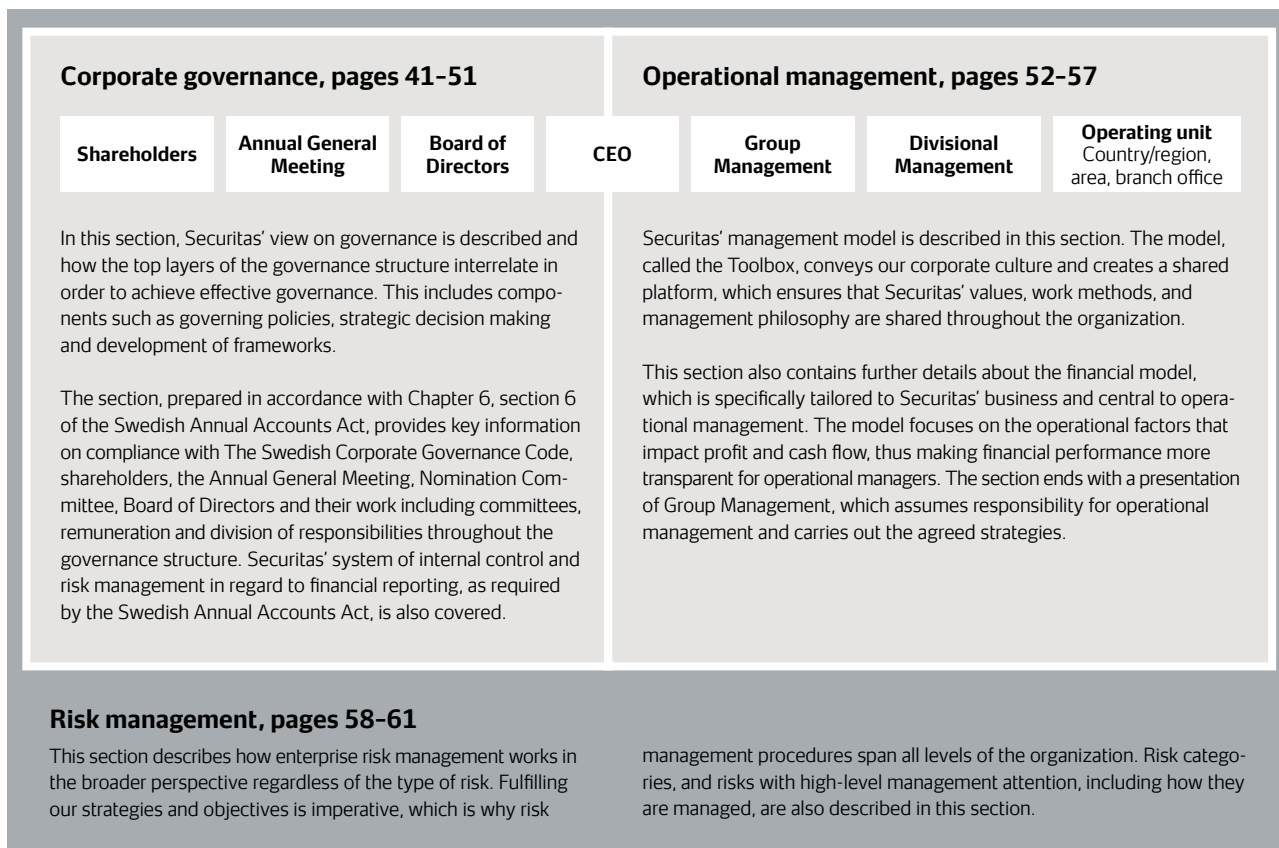 Corporate governance, pages 41–51
Operational management, pages 52–57
Shareholders
Annual General
Meeting
Board of
Directors
CEO
Group
Management
Divisional
Management
Operating unit
Country/region,
area, branch office
In this section, Securitas’ view on governance is described and
how the top layers of the governance structure interrelate in
order to achieve effective governance. This includes compo-
nents such as governing policies, strategic decision making
and development of frameworks.
The section, prepared in accordance with Chapter 6, section 6
of the Swedish Annual Accounts Act, provides key information
on compliance with The Swedish Corporate Governance Code,
shareholders, the Annual General Meeting, Nomination Com-
mittee, Board of Directors and their work including committees,
remuneration and division of responsibilities throughout the
governance structure. Securitas’ system of internal control and
risk management in regard to financial reporting, as required
by the Swedish Annual Accounts Act, is also covered.
Securitas’ management model is described in this section. The model,
called the Toolbox, conveys our corporate culture and creates a shared
platform, which ensures that Securitas’ values, work methods, and
management philosophy are shared throughout the organization.
This section also contains further details about the financial model,
which is specifically tailored to Securitas’ business and central to opera-
tional management. The model focuses on the operational factors that
impact profit and cash flow, thus making financial performance more
transparent for operational managers. The section ends with a presentation
of Group Management, which assumes responsibility for operational
management and carries out the agreed strategies.
Risk management, pages 58–61
This section describes how enterprise risk management works in
the broader perspective regardless of the type of risk. Fulfilling
our strategies and objectives is imperative, which is why risk
management procedures span all levels of the organization. Risk catego-
ries, and risks with high-level management attention, including how they
are managed, are also described in this section.